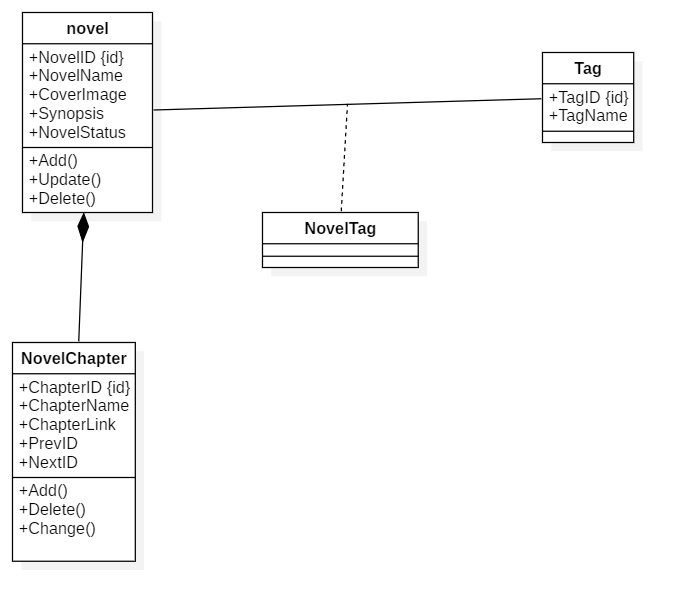 novel
+NovelID {id}
+NovelName
+CoverImage
+Synopsis
+NovelStatus
+Add()
+Update()
+Delete()
Tag
+TagID {id}
+TagName
NovelTag
NovelChapter
+ChapterID {id}
+ChapterName
+ChapterLink
+PrevID
+NextID
+Add()
+Delete()
+Change()